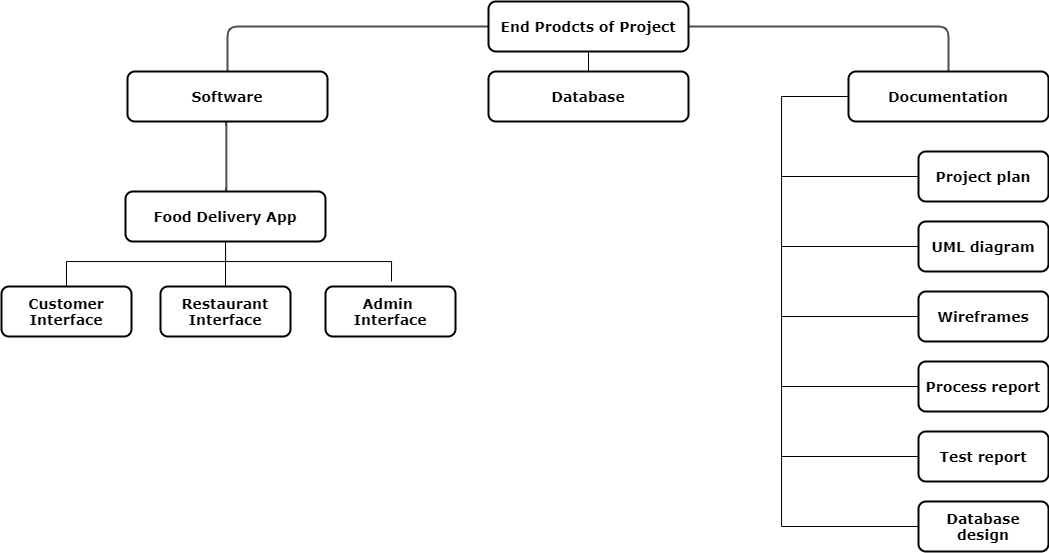 End Prodcts of Project
Software
Database
Documentation
Project plan
Food Delivery App
UML diagram
Customer
Interface
Restaurant
Interface
Admin
Interface
Wireframes
Process report
Test report
Database
design